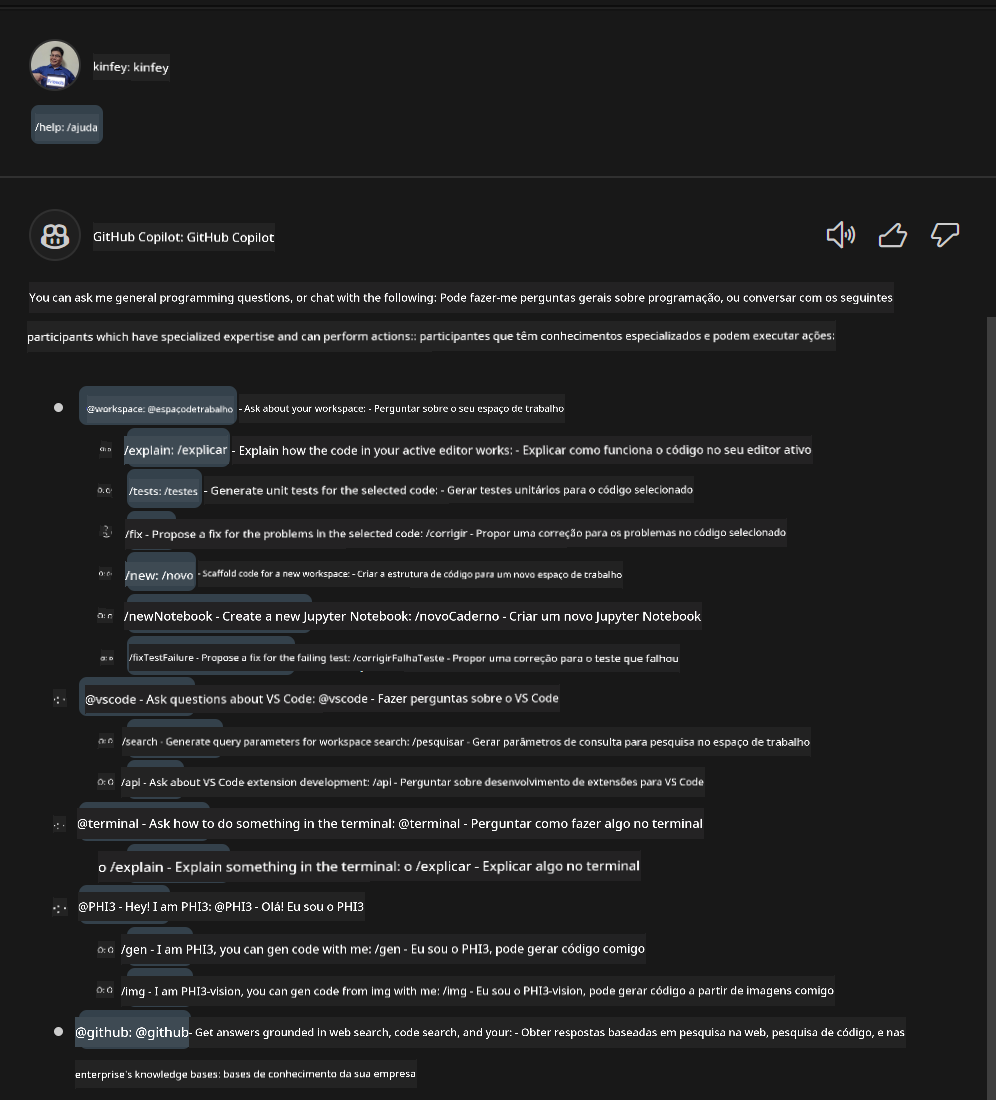 kinfey: kinfey
/help: /ajuda
GitHub Copilot: GitHub Copilot
You can ask me general programming questions, or chat with the following: Pode fazer-me perguntas gerais sobre programação, ou conversar com os seguintes
participants which have specialized expertise and can perform actions:: participantes que têm conhecimentos especializados e podem executar ações:
@workspace: @espaçodetrabalho - Ask about your workspace: - Perguntar sobre o seu espaço de trabalho
/explain: /explicar - Explain how the code in your active editor works: - Explicar como funciona o código no seu editor ativo
/tests: /testes - Generate unit tests for the selected code: - Gerar testes unitários para o código selecionado
/fix - Propose a fix for the problems in the selected code: /corrigir - Propor uma correção para os problemas no código selecionado
/new: /novo - Scaffold code for a new workspace: - Criar a estrutura de código para um novo espaço de trabalho
/newNotebook - Create a new Jupyter Notebook: /novoCaderno - Criar um novo Jupyter Notebook
/fixTestFailure - Propose a fix for the failing test: /corrigirFalhaTeste - Propor uma correção para o teste que falhou
@vscode - Ask questions about VS Code: @vscode - Fazer perguntas sobre o VS Code
/search - Generate query parameters for workspace search: /pesquisar - Gerar parâmetros de consulta para pesquisa no espaço de trabalho
/api - Ask about VS Code extension development: /api - Perguntar sobre desenvolvimento de extensões para VS Code
@terminal - Ask how to do something in the terminal: @terminal - Perguntar como fazer algo no terminal
o /explain - Explain something in the terminal: o /explicar - Explicar algo no terminal
@PHI3 - Hey! I am PHI3: @PHI3 - Olá! Eu sou o PHI3
/gen - I am PHI3, you can gen code with me: /gen - Eu sou o PHI3, pode gerar código comigo
/img - I am PHI3-vision, you can gen code from img with me: /img - Eu sou o PHI3-vision, pode gerar código a partir de imagens comigo
@github: @github - Get answers grounded in web search, code search, and your: - Obter respostas baseadas em pesquisa na web, pesquisa de código, e nas
enterprise's knowledge bases: bases de conhecimento da sua empresa